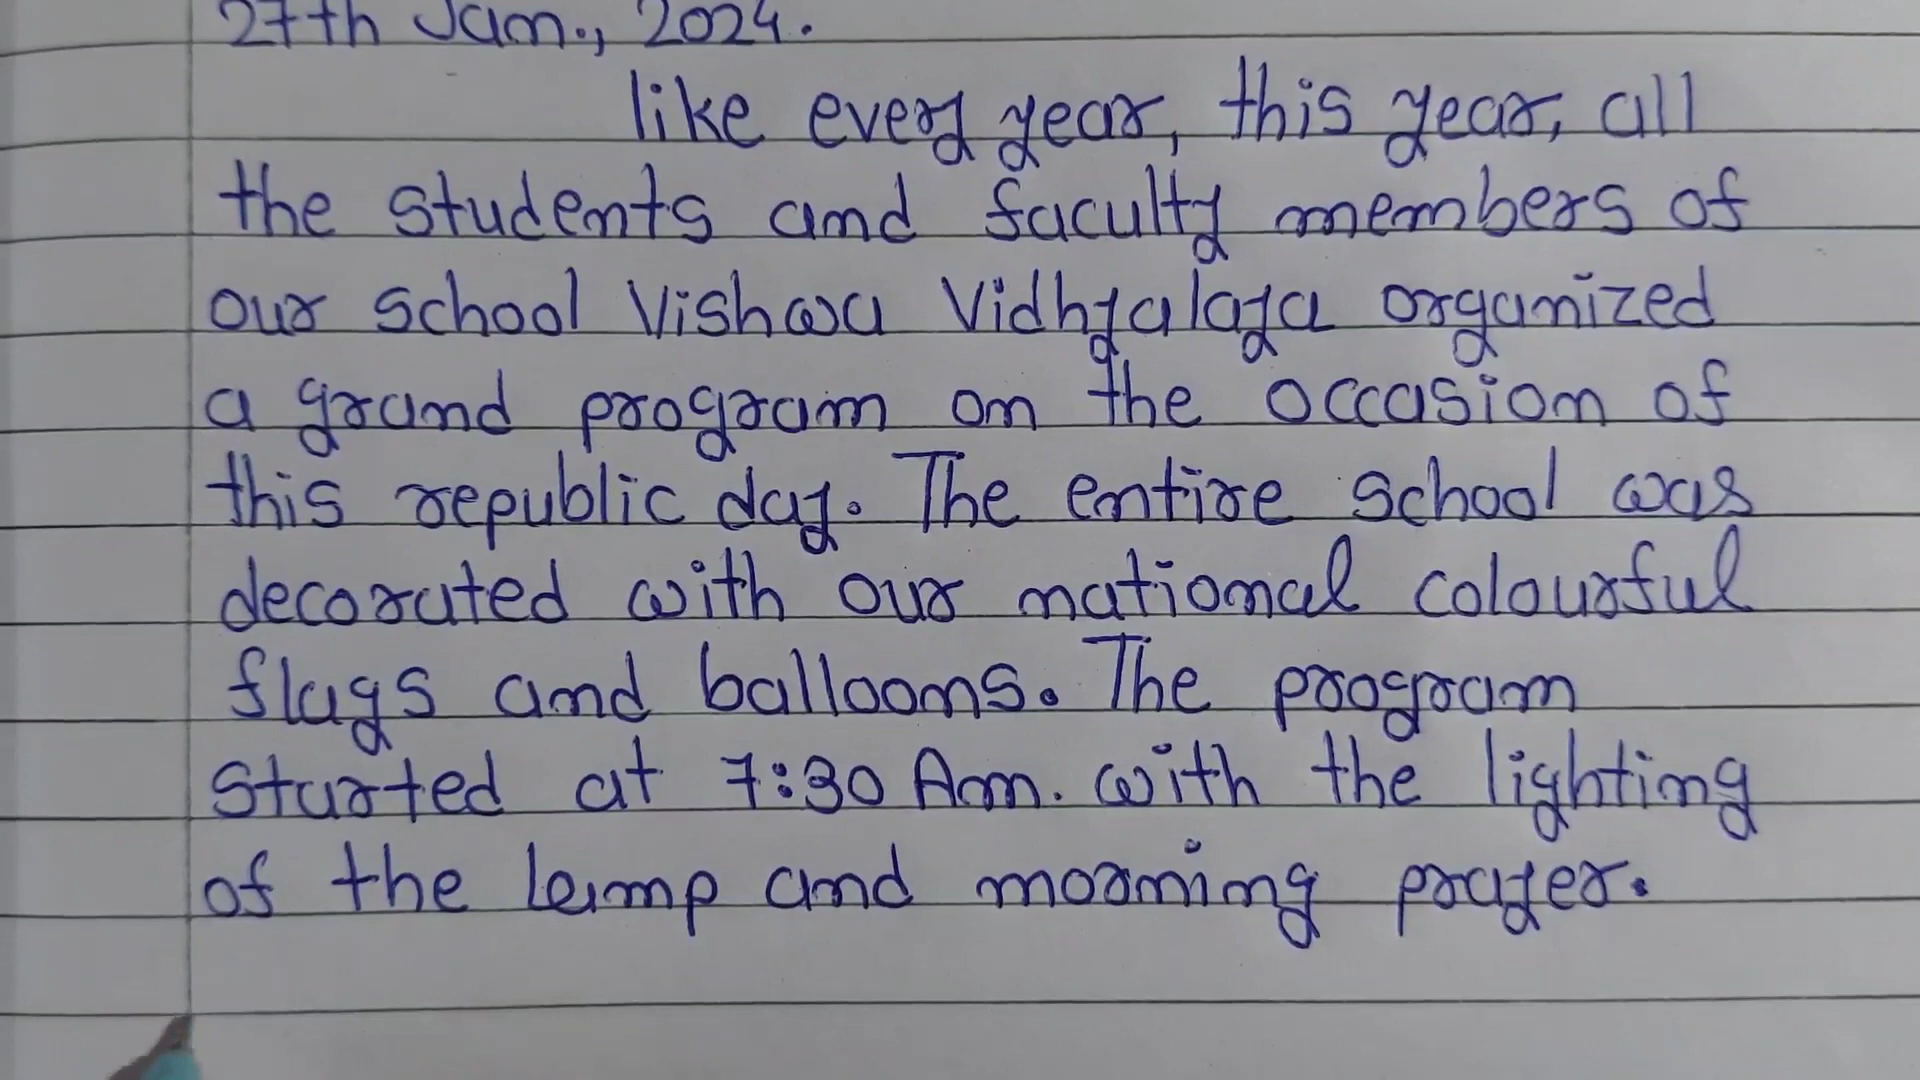 27th Jan., 2024.
like every year, this year, all
the students and faculty members of
our school Vishwa Vidhyalaya organized
a grand program on the occasion of
this republic day. The entire school was
decorated with our national colourful
flags and balloons. The program
started at 7:30 Am. with the lighting
of the lamp and morning prayer.